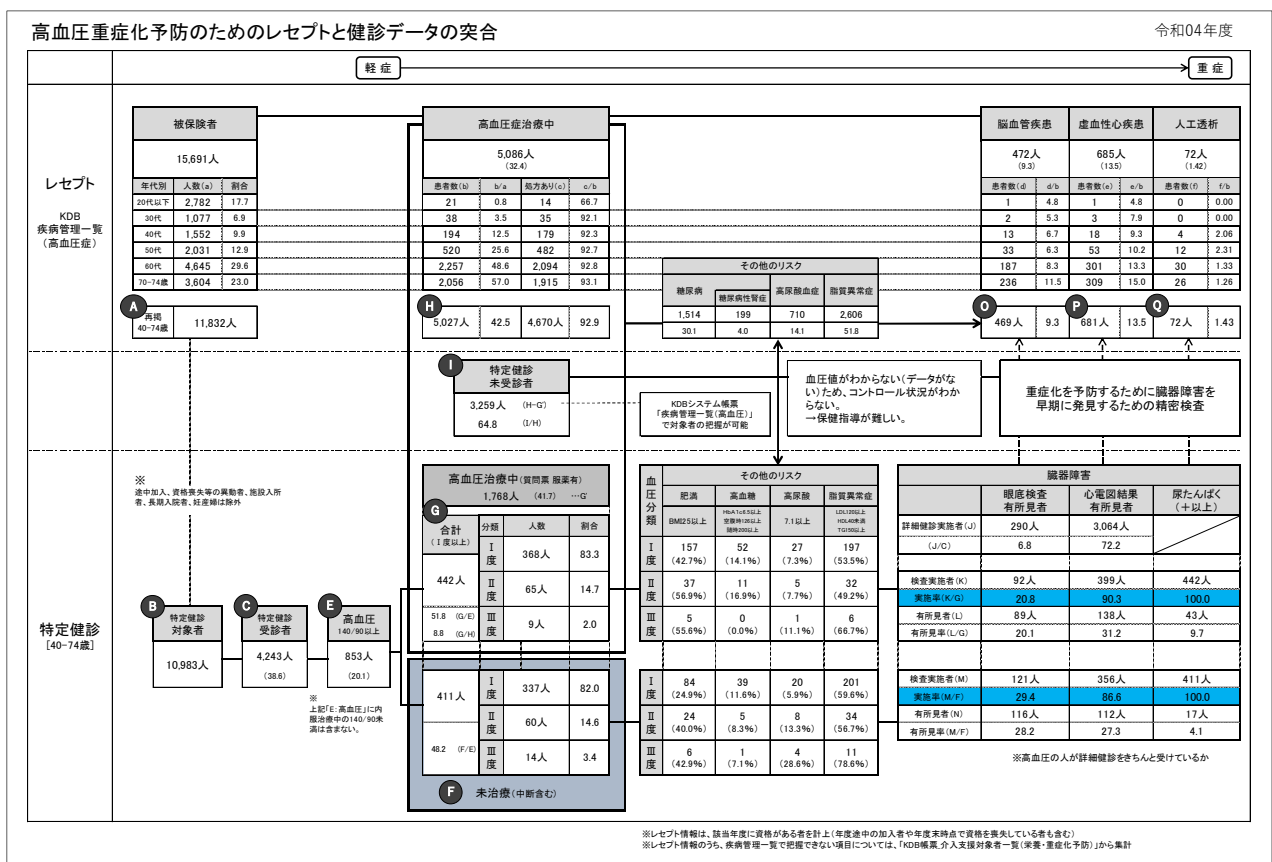 高血圧重症化予防のためのレセプトと健診データの突合
令和04年度
軽症
重症
レセプト
KDB
疾病管理一覧
(高血圧症)
被保険者
15,691人
年代別 人数(a) 割合
20代以下 2,782 17.7
30代 1,077 6.9
40代 1,552 9.9
50代 2,031 12.9
60代 4,645 29.6
70-74歳 3,604 23.0
A
再掲
40-74歳
11,832人
高血圧症治療中
5,086人
(32.4)
患者数(b) b/a 処方あり(c) c/b
21 0.8 14 66.7
38 3.5 35 92.1
194 12.5 179 92.3
520 25.6 482 92.7
2,257 48.6 2,094 92.8
2,056 57.0 1,915 93.1
H
5,027人 42.5 4,670人 92.9
その他のリスク
糖尿病 糖尿病性腎症 高尿酸血症 脂質異常症
1,514 199 710 2,606
30.1 4.0 14.1 51.8
脳血管疾患 虚血性心疾患 人工透析
472人 685人 72人
(9.3) (13.5) (1.42)
患者数(d) d/b 患者数(e) e/b 患者数(f) f/b
1 4.8 1 4.8 0 0.00
2 5.3 3 7.9 0 0.00
13 6.7 18 9.3 4 2.06
33 6.3 53 10.2 12 2.31
187 8.3 301 13.3 30 1.33
236 11.5 309 15.0 26 1.26
O P Q
469人 9.3 681人 13.5 72人 1.43
I
特定健診
未受診者
3,259人 (H-G')
64.8 (I/H)
KDBシステム帳票
「疾病管理一覧(高血圧)」
で対象者の把握が可能
血圧値がわからない(データがな
い)ため、コントロール状況がわか
らない。
→保健指導が難しい。
重症化を予防するために臓器障害を
早期に発見するための精密検査
特定健診
[40-74歳]
※
途中加入、資格喪失等の異動者、施設入所
者、長期入院者、妊産婦は除外
B
特定健診
対象者
10,983人
C
特定健診
受診者
4,243人
(38.6)
E
高血圧
140/90以上
853人
(20.1)
※
上記「E:高血圧」に内
服治療中の140/90未
満は含まない。
高血圧治療中(質問票 服薬有)
1,768人 (41.7) …G'
G
合計
(Ⅰ度以上)
分類 人数 割合
442人
51.8 (G/E)
8.8 (G/H)
Ⅰ度 368人 83.3
Ⅱ度 65人 14.7
Ⅲ度 9人 2.0
411人
48.2 (F/E)
Ⅰ度 337人 82.0
Ⅱ度 60人 14.6
Ⅲ度 14人 3.4
F 未治療(中断含む)
血圧分類
その他のリスク
肥満 高血糖 高尿酸 脂質異常症
BMI25以上
HbA1c6.5以上
空腹時126以上
随時200以上
7.1以上
LDL120以上
HDL40未満
TG150以上
Ⅰ度 157 52 27 197
(42.7%) (14.1%) (7.3%) (53.5%)
Ⅱ度 37 11 5 32
(56.9%) (16.9%) (7.7%) (49.2%)
Ⅲ度 5 0 1 6
(55.6%) (0.0%) (11.1%) (66.7%)
Ⅰ度 84 39 20 201
(24.9%) (11.6%) (5.9%) (59.6%)
Ⅱ度 24 5 8 34
(40.0%) (8.3%) (13.3%) (56.7%)
Ⅲ度 6 1 4 11
(42.9%) (7.1%) (28.6%) (78.6%)
臓器障害
眼底検査
有所見者
心電図結果
有所見者
尿たんぱく
(+以上)
詳細健診実施者(J) 290人 3,064人
(J/C) 6.8 72.2
検査実施者(K) 92人 399人 442人
実施率(K/G) 20.8 90.3 100.0
有所見者(L) 89人 138人 43人
有所見率(L/G) 20.1 31.2 9.7
検査実施者(M) 121人 356人 411人
実施率(M/F) 29.4 86.6 100.0
有所見者(N) 116人 112人 17人
有所見率(M/F) 28.2 27.3 4.1
※高血圧の人が詳細健診をきちんと受けているか
※レセプト情報は、該当年度に資格がある者を計上(年度途中の加入者や年度末時点で資格を喪失している者も含む)
※レセプト情報のうち、疾病管理一覧で把握できない項目については、「KDB帳票_介入支援対象者一覧(栄養・重症化予防)」から集計